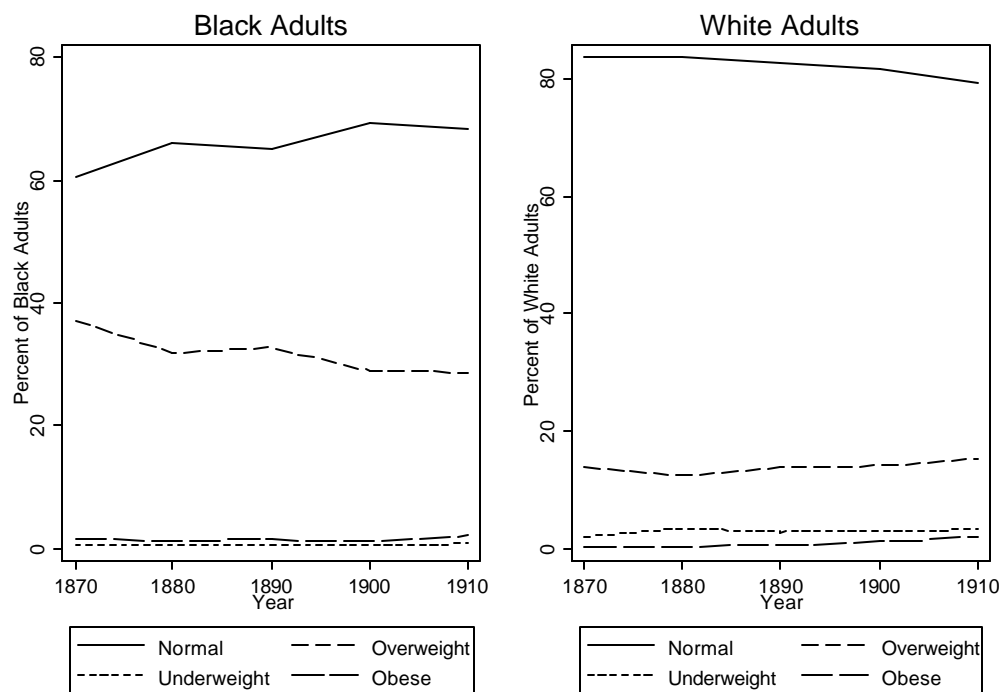 Black Adults
80
60
40
20
0
Percent of Black Adults
1870 1880 1890 1900 1910
Year
Normal Overweight
Underweight Obese
White Adults
80
60
40
20
0
Percent of White Adults
1870 1880 1890 1900 1910
Year
Normal Overweight
Underweight Obese